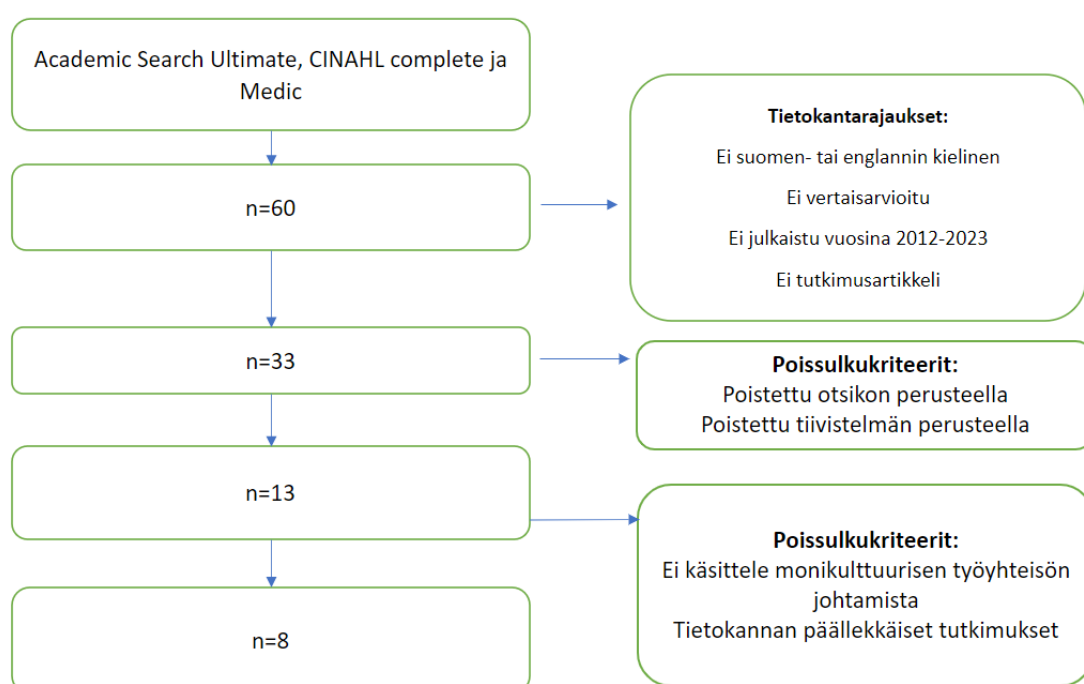 Academic Search Ultimate, CINAHL complete ja
Medic
Tietokantarajaukset:
Ei suomen- tai englannin kielinen
Ei vertaisarvioitu
Ei julkaistu vuosina 2012-2023
Ei tutkimusartikkeli
n=60
n=33
Poissulkukriteerit:
Poistettu otsikon perusteella
Poistettu tiivistelmän perusteella
n=13
Poissulkukriteerit:
Ei käsittele monikulttuurisen työyhteisön
johtamista
Tietokannan päällekkäiset tutkimukset
n=8